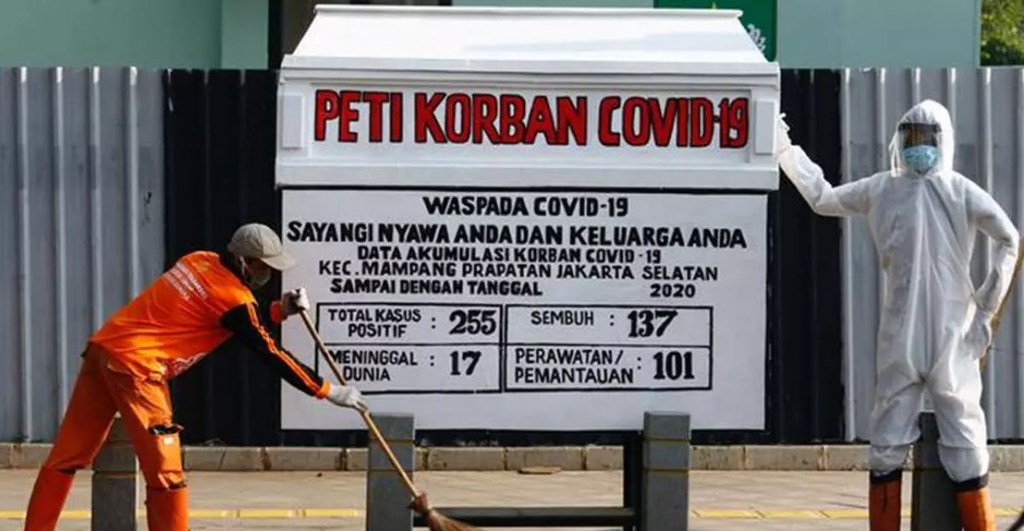 PETI KORBAN COVID-19
WASPADA COVID-19
SAYANGI NYAWA ANDA DAN KELUARGA ANDA
DATA AKUMULASI KORBAN COVID-19
KEC. MAMPANG PRAPATAN JAKARTA SELATAN
SAMPAI DENGAN TANGGAL 2020
TOTAL KASUS POSITIF : 255
SEMBUH : 137
MENINGGAL DUNIA : 17
PERAWATAN/ PEMANTAUAN : 101